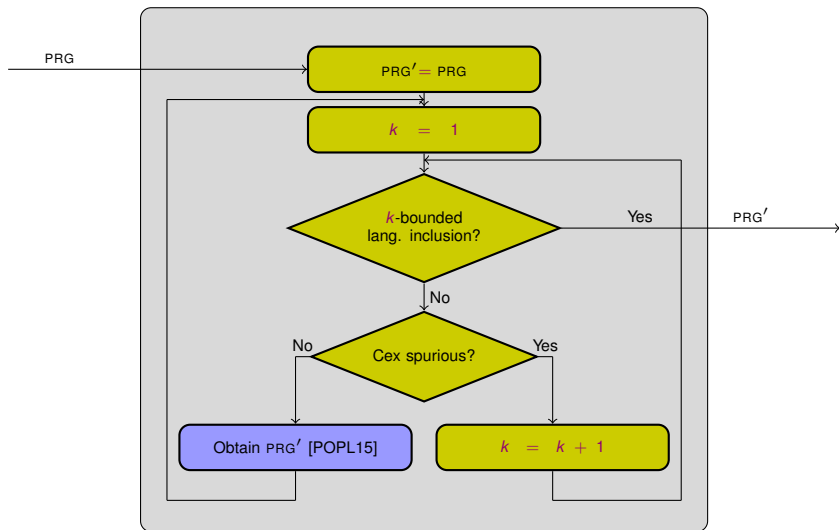 PRG
PRG′ = PRG
k = 1
k-bounded
lang. inclusion?
Yes
PRG′
No
No
Cex spurious?
Yes
Obtain PRG′ [POPL15]
k = k + 1